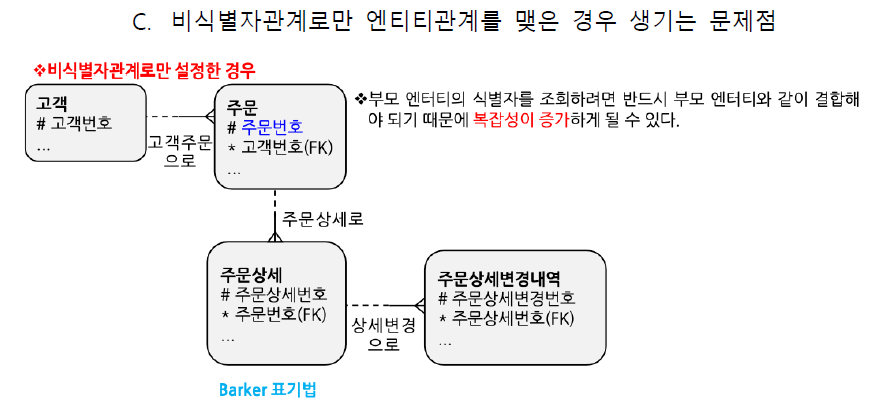 C. 비식별자관계로만 엔티티관계를 맺은 경우 생기는 문제점
❖비식별자관계로만 설정한 경우
고객
# 고객번호
...
고객주문
으로
주문
# 주문번호
* 고객번호(FK)
...
❖부모 엔터티의 식별자를 조회하려면 반드시 부모 엔터티와 같이 결합해
야 되기 때문에 복잡성이 증가하게 될 수 있다.
주문상세로
주문상세
# 주문상세번호
* 주문번호(FK)
...
상세변경
으로
주문상세변경내역
# 주문상세변경번호
* 주문상세번호(FK)
...
Barker 표기법